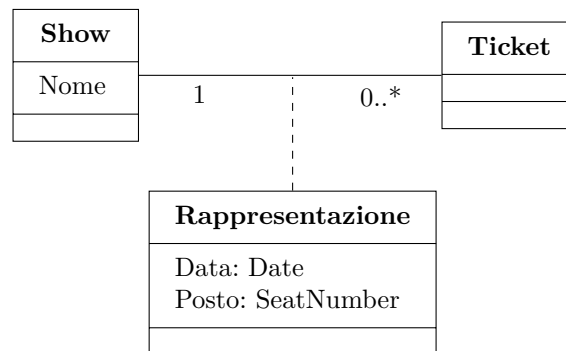 Show
Nome
Ticket
1
0..*
Rappresentazione
Data: Date
Posto: SeatNumber